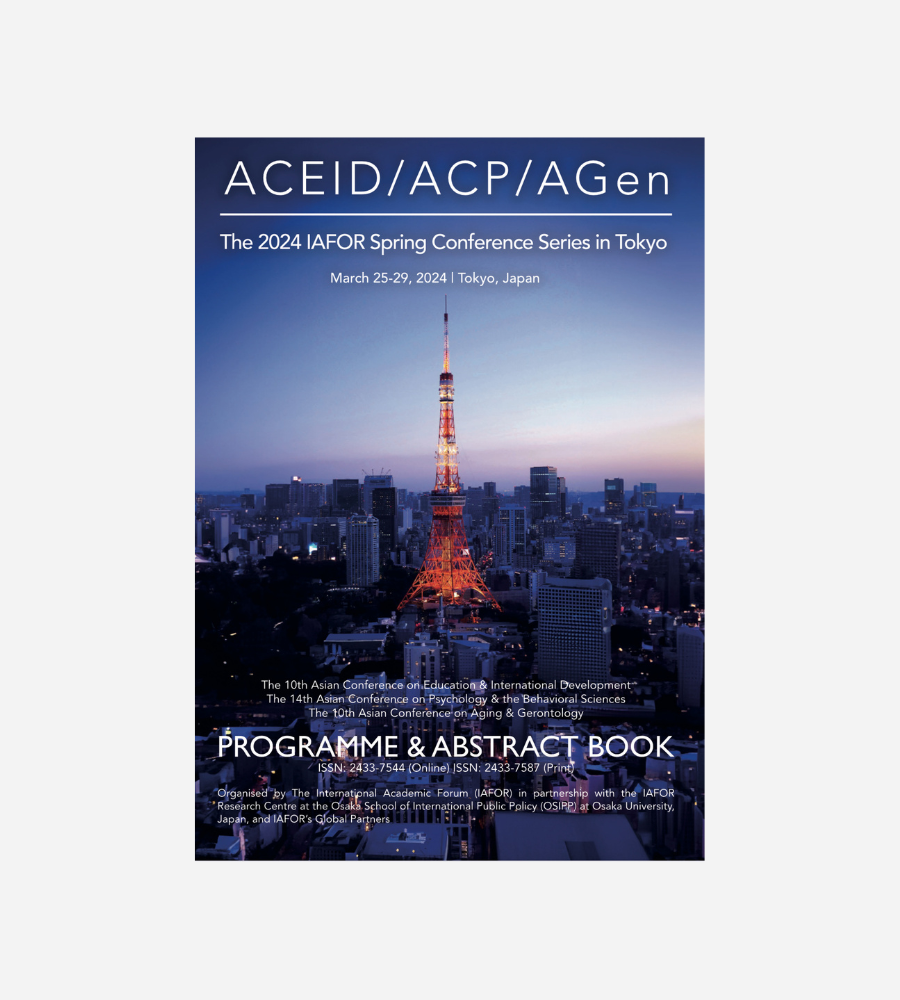 ACEID/ACP/AGen
The 2024 IAFOR Spring Conference Series in Tokyo
March 25-29, 2024 | Tokyo, Japan
The 10th Asian Conference on Education & International Development
The 14th Asian Conference on Psychology & the Behavioral Sciences
The 10th Asian Conference on Aging & Gerontology
PROGRAMME & ABSTRACT BOOK
ISSN: 2433-7544 (Online) ISSN: 2433-7587 (Print)
Organised by The International Academic Forum (IAFOR) in partnership with the IAFOR
Research Centre at the Osaka School of International Public Policy (OSIPP) at Osaka University,
Japan, and IAFOR's Global Partners